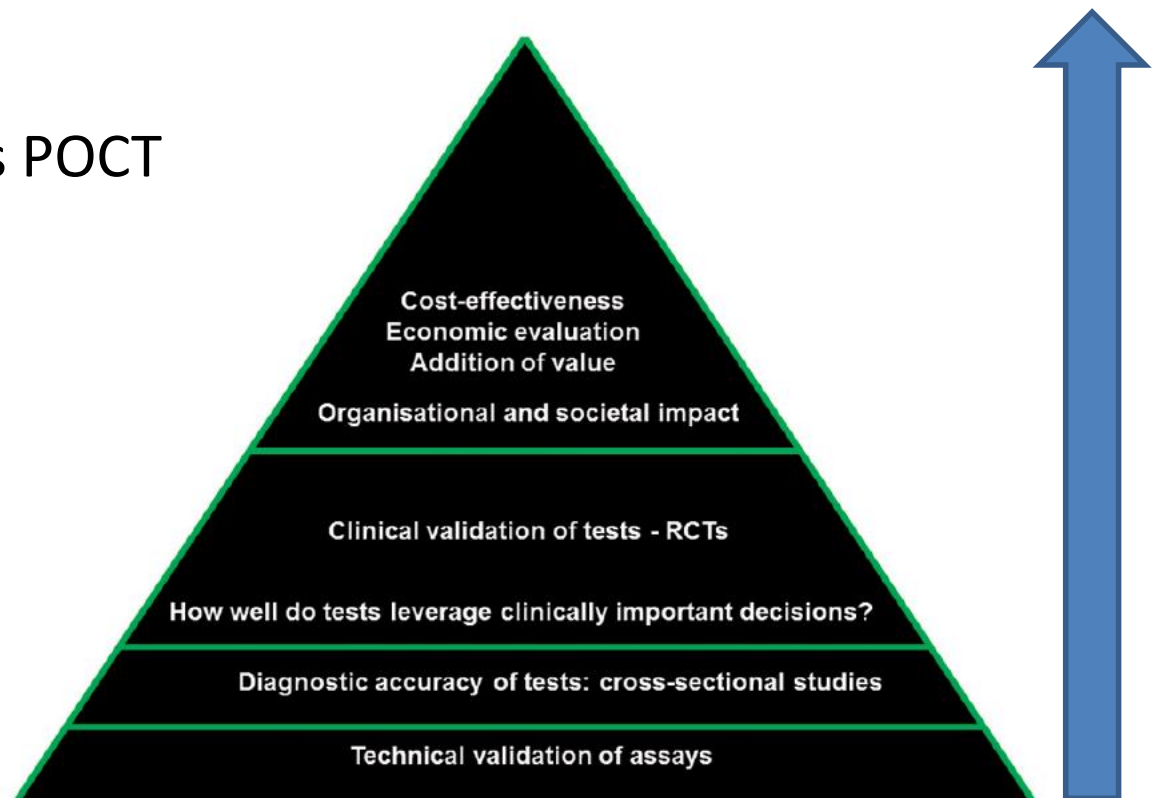 s POCT
Cost-effectiveness
Economic evaluation
Addition of value
Organisational and societal impact
Clinical validation of tests - RCTs
How well do tests leverage clinically important decisions?
Diagnostic accuracy of tests: cross-sectional studies
Technical validation of assays